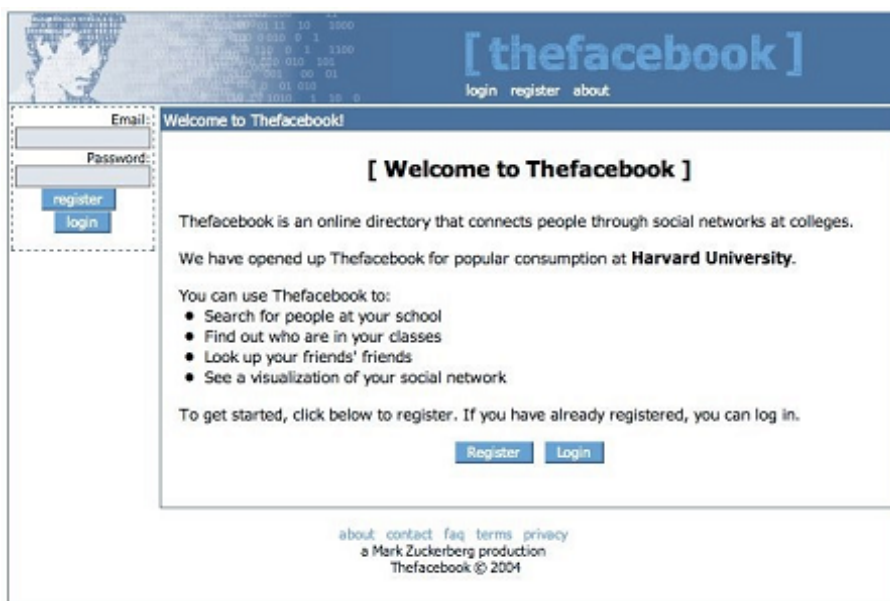 [ thefacebook ]
login register about
Email:
Password:
register
login
Welcome to Thefacebook!
[ Welcome to Thefacebook ]
Thefacebook is an online directory that connects people through social networks at colleges.
We have opened up Thefacebook for popular consumption at Harvard University.
You can use Thefacebook to:
• Search for people at your school
• Find out who are in your classes
• Look up your friends' friends
• See a visualization of your social network
To get started, click below to register. If you have already registered, you can log in.
Register Login
about contact faq terms privacy
a Mark Zuckerberg production
Thefacebook © 2004